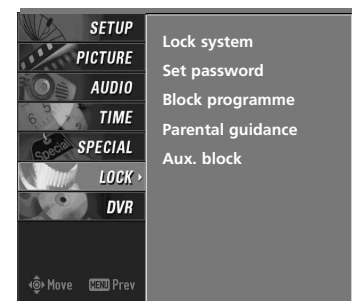 SETUP
PICTURE
AUDIO
TIME
SPECIAL
LOCK
DVR
Move MENU Prev
Lock system
Set password
Block programme
Parental guidance
Aux. block